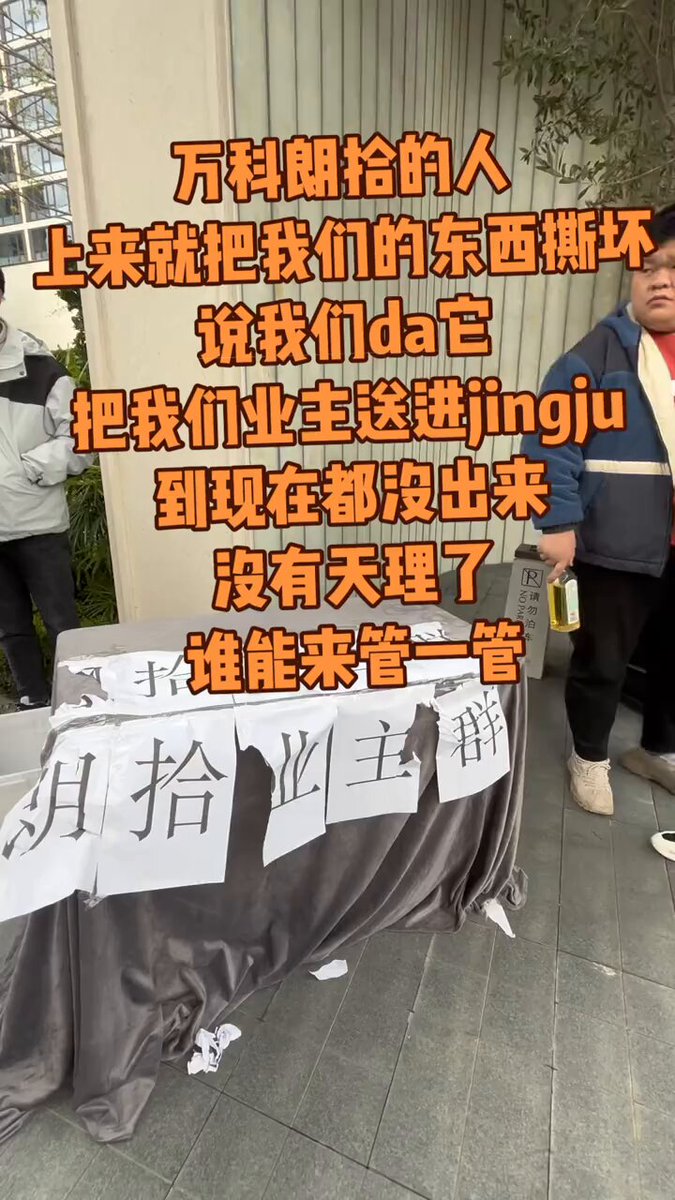 万科朗拾的人
上来就把我们的东西撕坏
说我们da它
把我们业主送进jingju
到现在都没出来
没有天理了
谁能来管一管
拾
朗拾业主群
请勿泊车
NO PAR